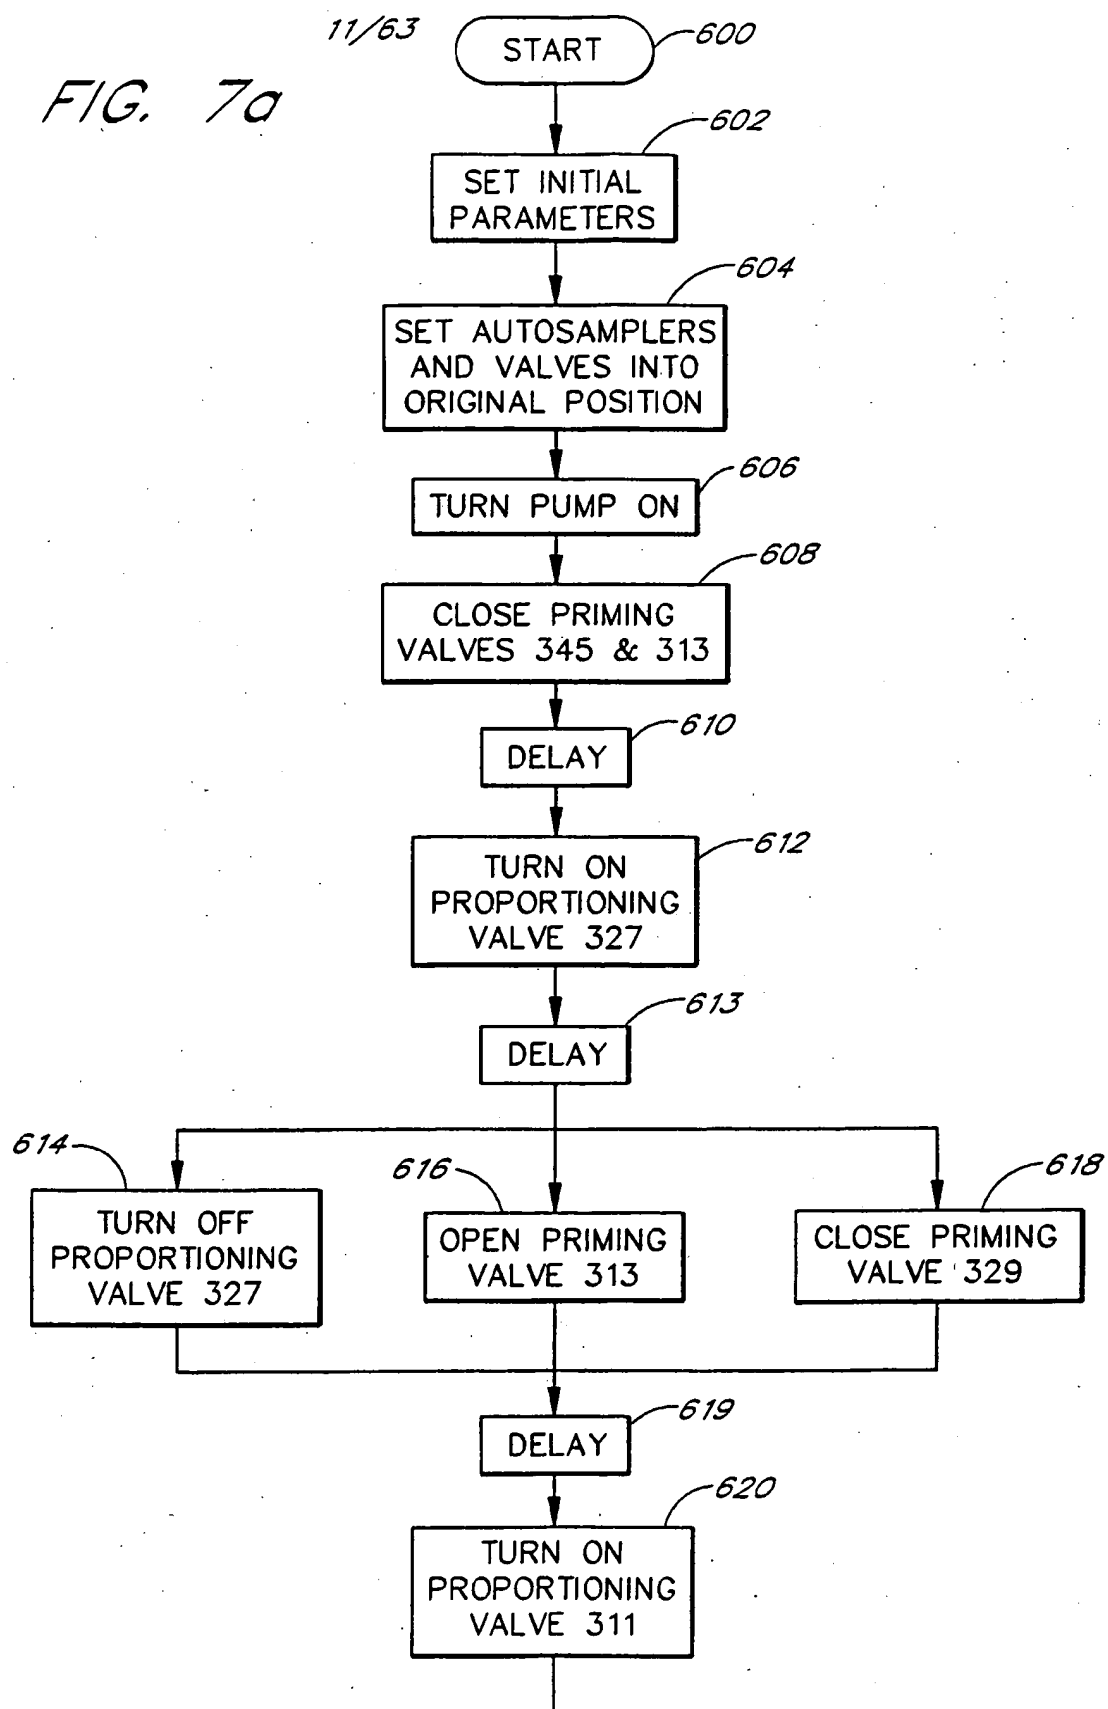 11/63
START
600
FIG. 7a
602
SET INITIAL
PARAMETERS
604
SET AUTOSAMPLERS
AND VALVES INTO
ORIGINAL POSITION
606
TURN PUMP ON
608
CLOSE PRIMING
VALVES 345 & 313
610
DELAY
612
TURN ON
PROPORTIONING
VALVE 327
613
DELAY
614
TURN OFF
PROPORTIONING
VALVE 327
616
OPEN PRIMING
VALVE 313
618
CLOSE PRIMING
VALVE 329
619
DELAY
620
TURN ON
PROPORTIONING
VALVE 311